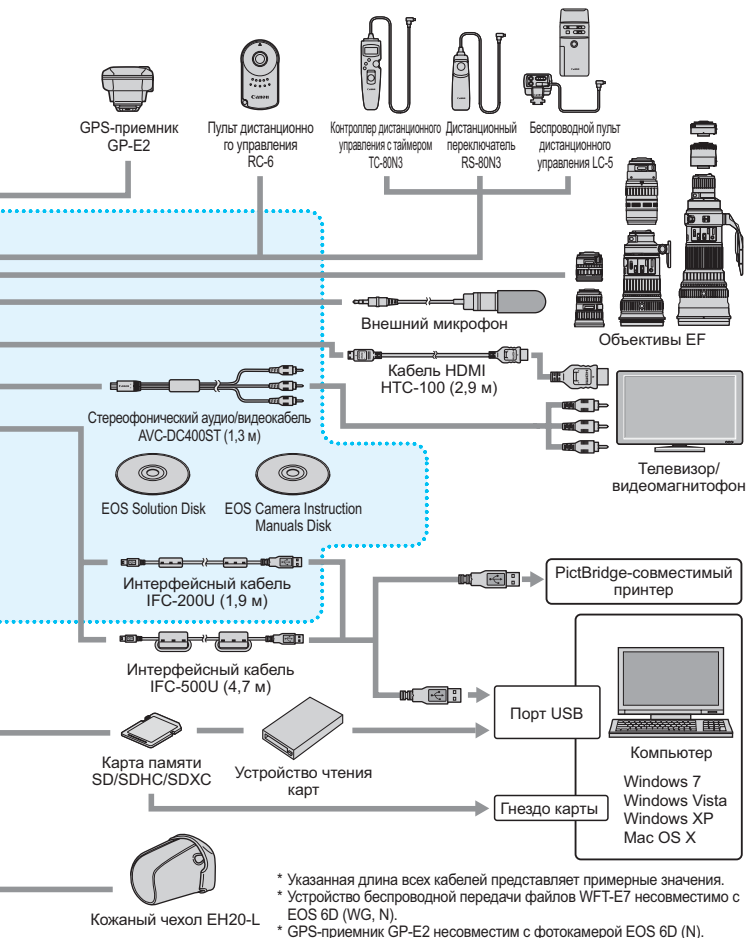 GPS-приемник
GP-E2
Пульт дистанционно
го управления
RC-6
Контроллер дистанционного
управления с таймером
TC-80N3
Дистанционный
переключатель
RS-80N3
Беспроводной пульт
дистанционного
управления LC-5
Canon
Внешний микрофон
Объективы EF
Кабель HDMI
HTC-100 (2,9 м)
Стереофонический аудио/видеокабель
AVC-DC400ST (1,3 м)
Телевизор/
видеомагнитофон
EOS Solution Disk
EOS Camera Instruction
Manuals Disk
Интерфейсный кабель
IFC-200U (1,9 м)
PictBridge-совместимый
принтер
Интерфейсный кабель
IFC-500U (4,7 м)
Порт USB
Компьютер
Windows 7
Windows Vista
Windows XP
Mac OS X
Карта памяти
SD/SDHC/SDXC
Устройство чтения
карт
Гнездо карты
Кожаный чехол EH20-L
* Указанная длина всех кабелей представляет примерные значения.
* Устройство беспроводной передачи файлов WFT-E7 несовместимо с
EOS 6D (WG, N).
* GPS-приемник GP-E2 несовместим с фотокамерой EOS 6D (N).